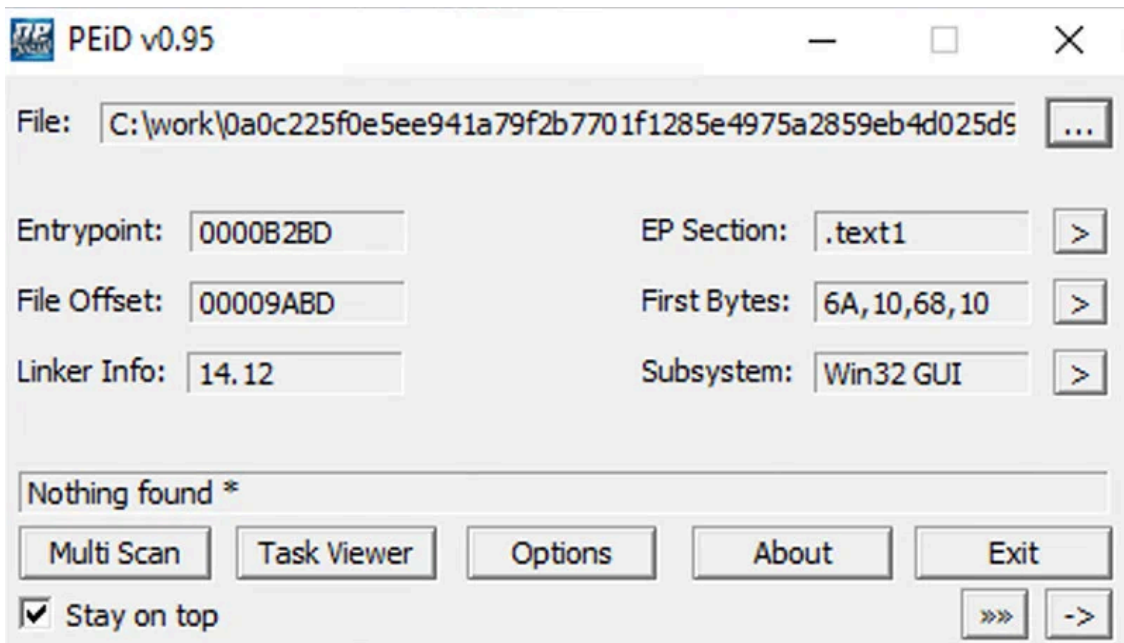 PEiD v0.95
File: C:\work\0a0c225f0e5ee941a79f2b7701f1285e4975a2859eb4d025d9 ...
Entrypoint: 0000B2BD EP Section: .text1 >
File Offset: 00009ABD First Bytes: 6A,10,68,10 >
Linker Info: 14.12 Subsystem: Win32 GUI >
Nothing found *
Multi Scan Task Viewer Options About Exit
Stay on top »» ->